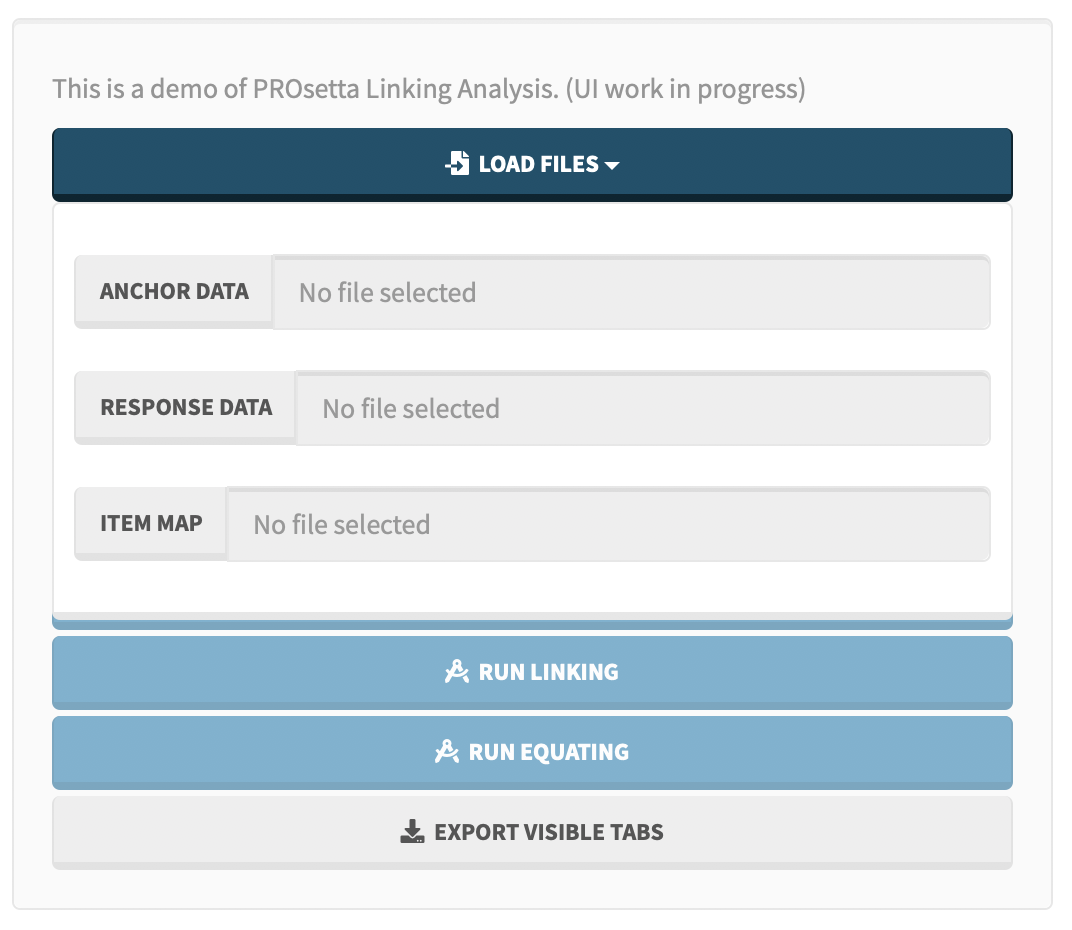 This is a demo of PROsetta Linking Analysis. (UI work in progress)
LOAD FILES
ANCHOR DATA No file selected
RESPONSE DATA No file selected
ITEM MAP No file selected
RUN LINKING
RUN EQUATING
EXPORT VISIBLE TABS